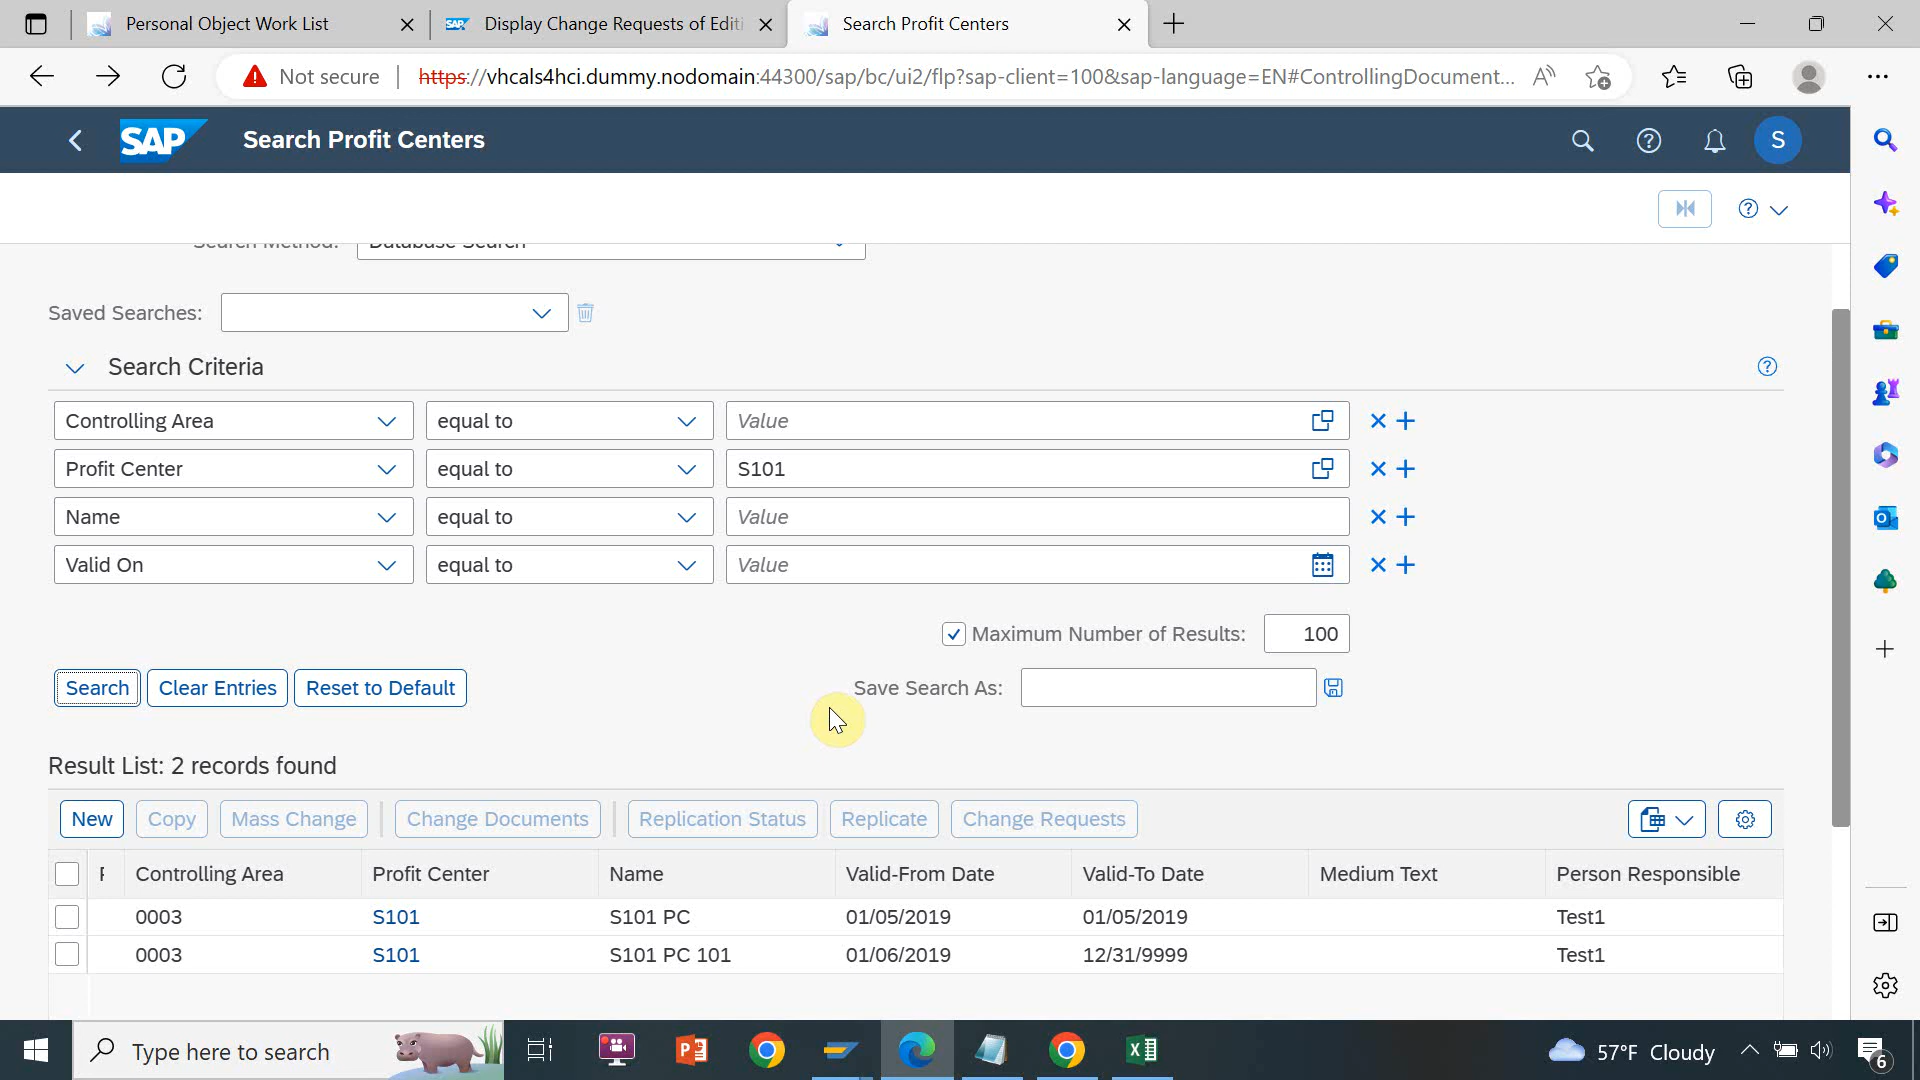 Personal Object Work List
SAP
Display Change Requests of Editi
Search Profit Centers
Not secure
https://vhcals4hci.dummy.nodomain:44300/sap/bc/ui2/flp?sap-client=100&sap-language=EN#ControllingDocument...
SAP
Search Profit Centers
S
Search Method:
Database Search
Saved Searches:
Search Criteria
Controlling Area
equal to
Value
Profit Center
equal to
S101
Name
equal to
Value
Valid On
equal to
Value
Maximum Number of Results:
100
Search
Clear Entries
Reset to Default
Save Search As:
Result List: 2 records found
New
Copy
Mass Change
Change Documents
Replication Status
Replicate
Change Requests
Controlling Area Profit Center Name Valid-From Date Valid-To Date Medium Text Person Responsible
0003 S101 S101 PC 01/05/2019 01/05/2019 Test1
0003 S101 S101 PC 101 01/06/2019 12/31/9999 Test1
Type here to search
57°F Cloudy
6